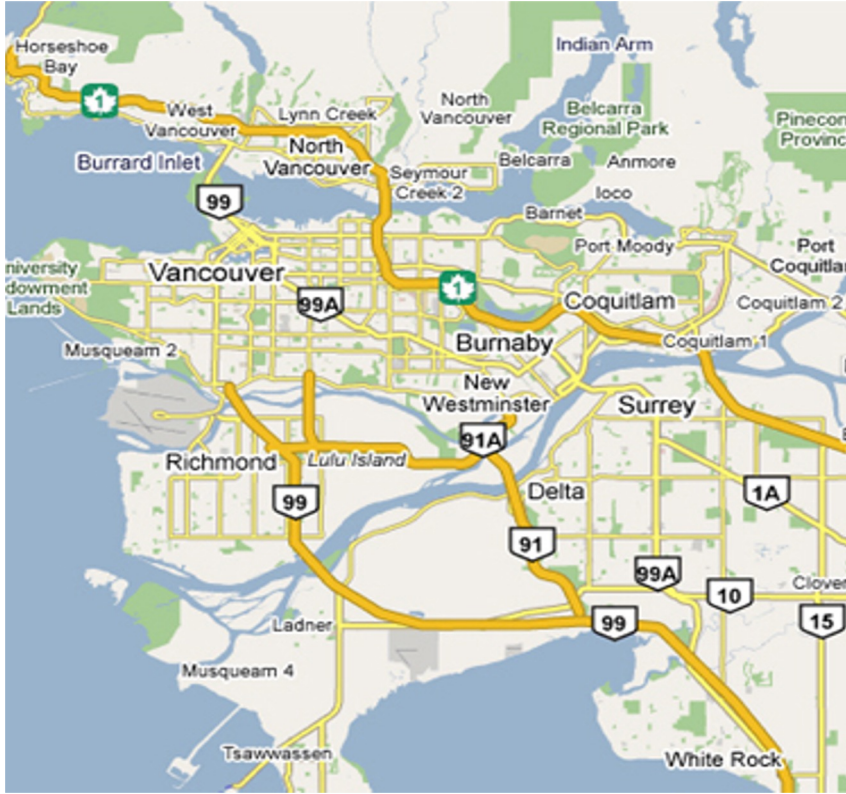 Horseshoe
Bay
Indian Arm
1
West
Vancouver
Lynn Creek
North
Vancouver
Belcarra
Regional Park
Pinecon
Provinc
North
Vancouver
Burrard Inlet
Seymour
Creek 2
Belcarra
Anmore
Ioco
99
Barnet
Port Moody
Port
Coquitla
niversity
dowment
Lands
Vancouver
99A
1
Coquitlam
Coquitlam 2
Musqueam 2
Burnaby
Coquitlam 1
New
Westminster
Surrey
91A
Richmond
Lulu Island
99
Delta
1A
91
99A
10
Clover
15
Ladner
99
Musqueam 4
Tsawwassen
White Rock